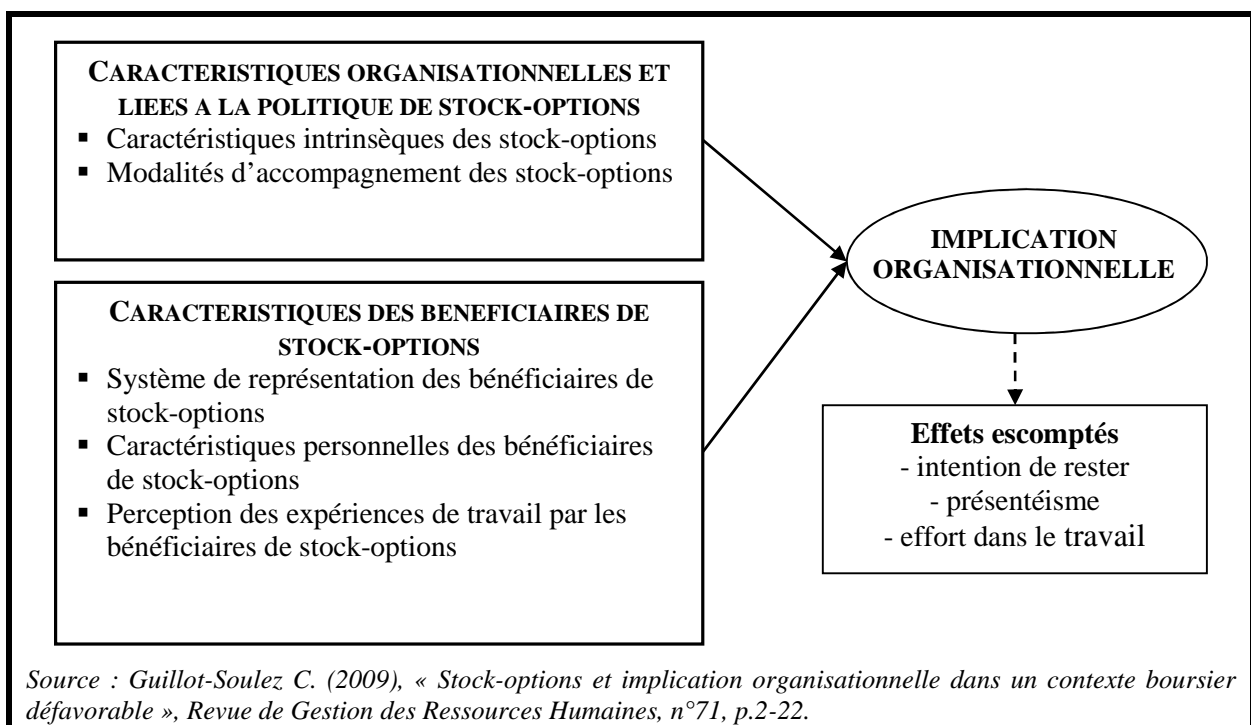 CARACTERISTIQUES ORGANISATIONNELLES ET
LIEES A LA POLITIQUE DE STOCK-OPTIONS
▪ Caractéristiques intrinsèques des stock-options
▪ Modalités d’accompagnement des stock-options
CARACTERISTIQUES DES BENEFICIAIRES DE
STOCK-OPTIONS
▪ Système de représentation des bénéficiaires de
stock-options
▪ Caractéristiques personnelles des bénéficiaires
de stock-options
▪ Perception des expériences de travail par les
bénéficiaires de stock-options
IMPLICATION
ORGANISATIONNELLE
Effets escomptés
- intention de rester
- présentéisme
- effort dans le travail
Source : Guillot-Soulez C. (2009), « Stock-options et implication organisationnelle dans un contexte boursier
défavorable », Revue de Gestion des Ressources Humaines, n°71, p.2-22.